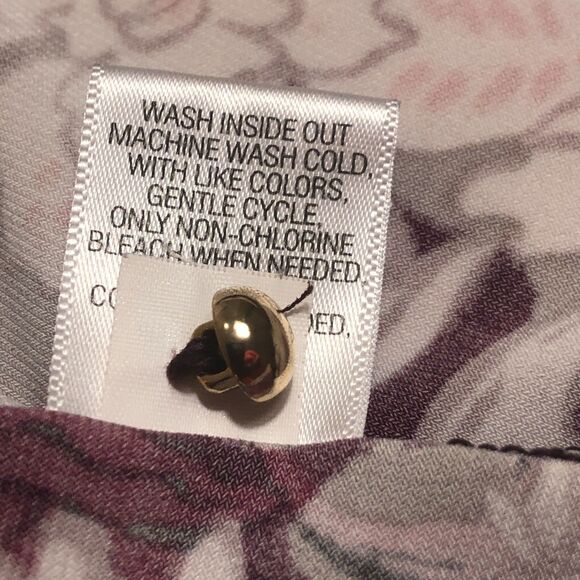 WASH INSIDE OUT
MACHINE WASH COLD,
WITH LIKE COLORS,
GENTLE CYCLE,
ONLY NON-CHLORINE
BLEACH WHEN NEEDED.